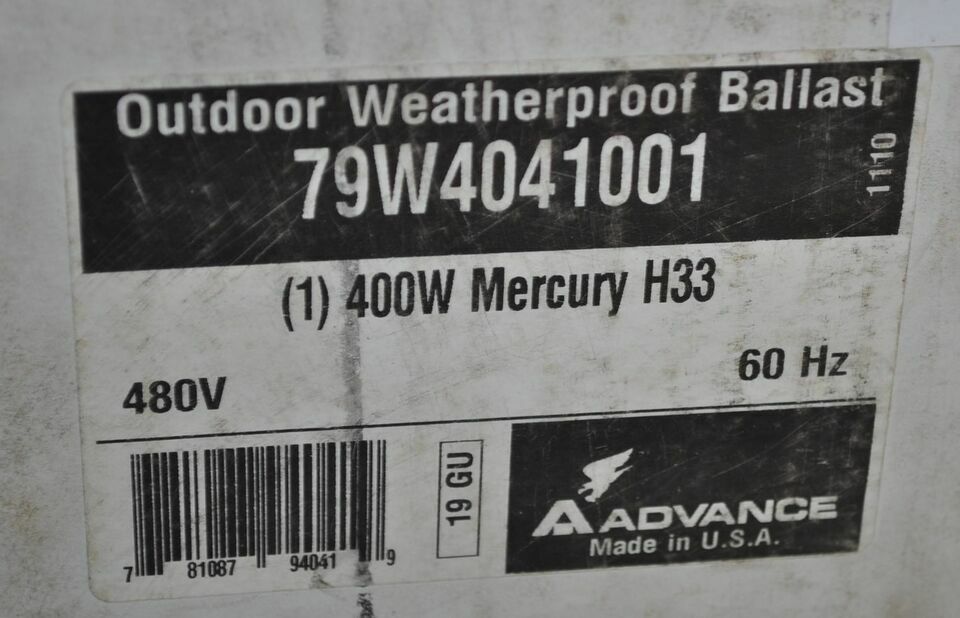 Outdoor Weatherproof Ballast
79W4041001
1110
(1) 400W Mercury H33
480V
60 Hz
7 81087 94041 9
19 GU
ADVANCE
Made in U.S.A.